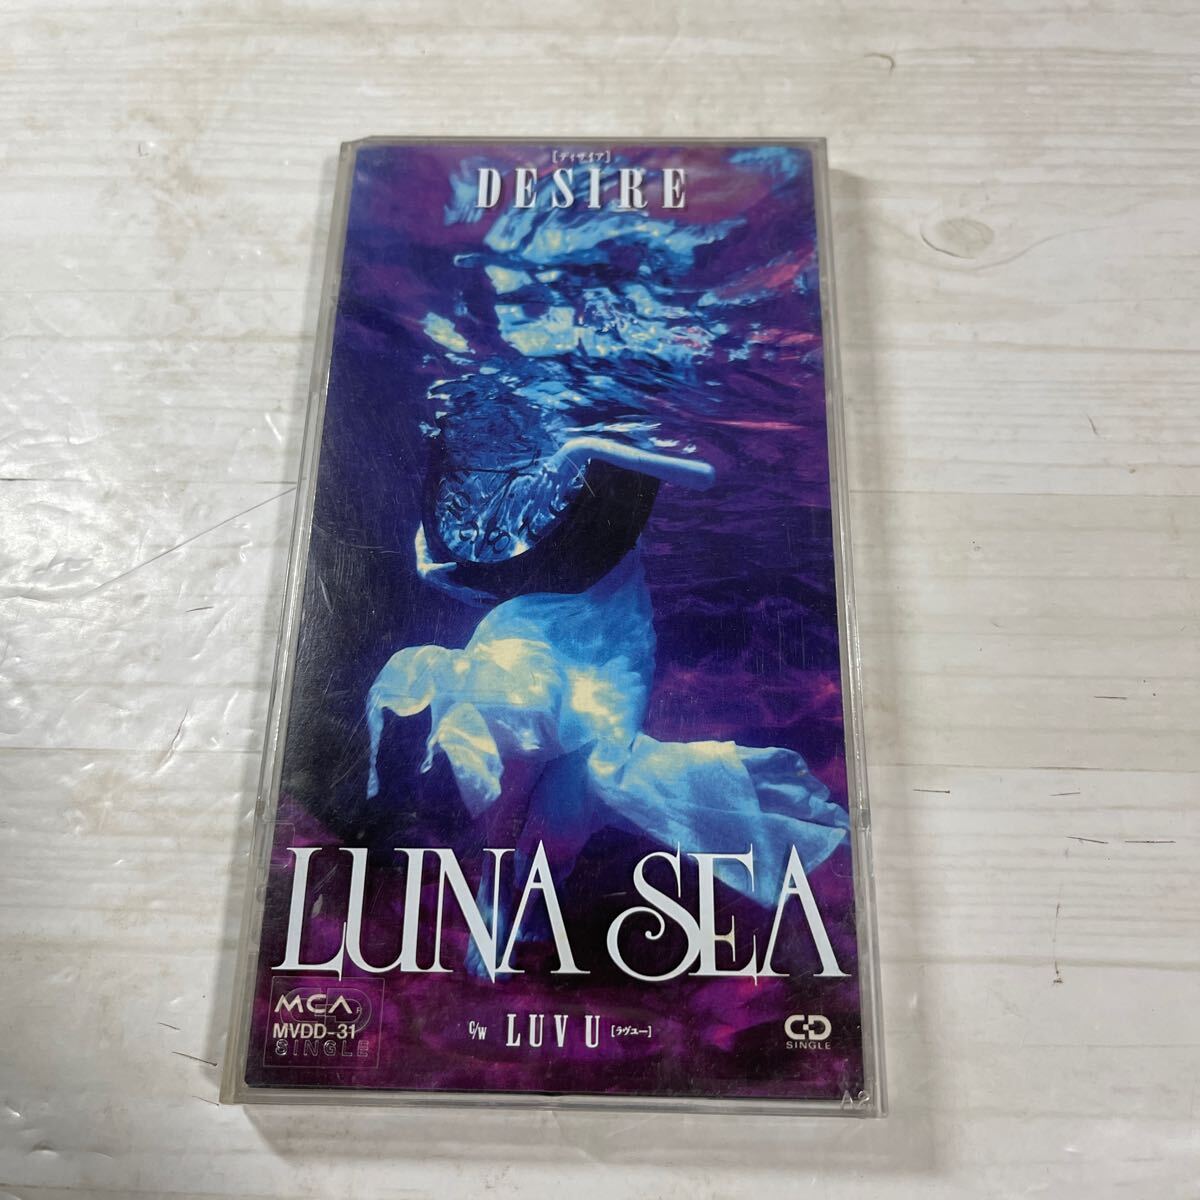 [ディザイア]
DESIRE
LUNA SEA
MCA
MVDD-31
SINGLE
c/w LUV U [ラヴユー]
CD
SINGLE